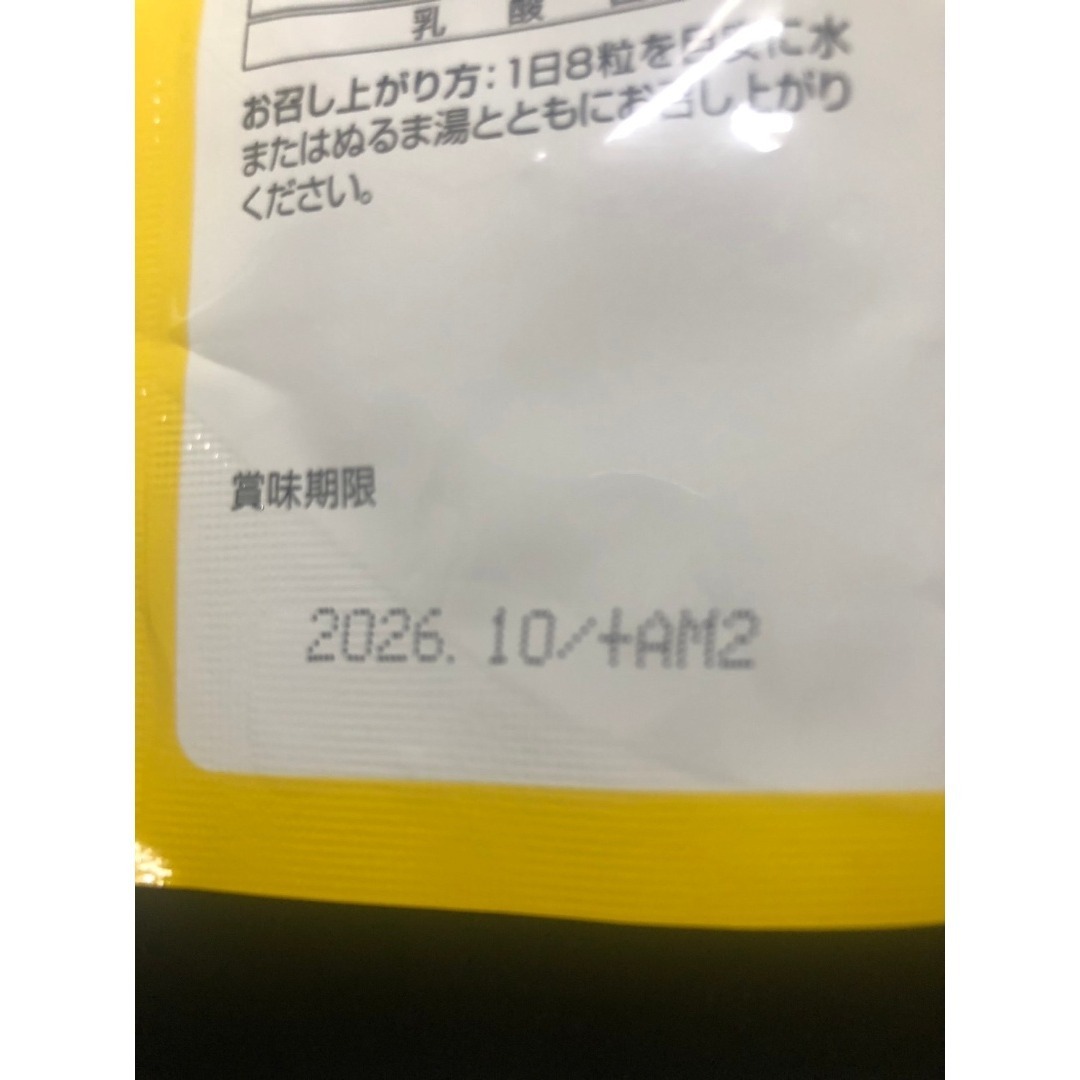 乳 酸
お召し上がり方：1日8粒を目安に水
またはぬるま湯とともにお召し上がり
ください。
賞味期限
2026. 10/+AM2